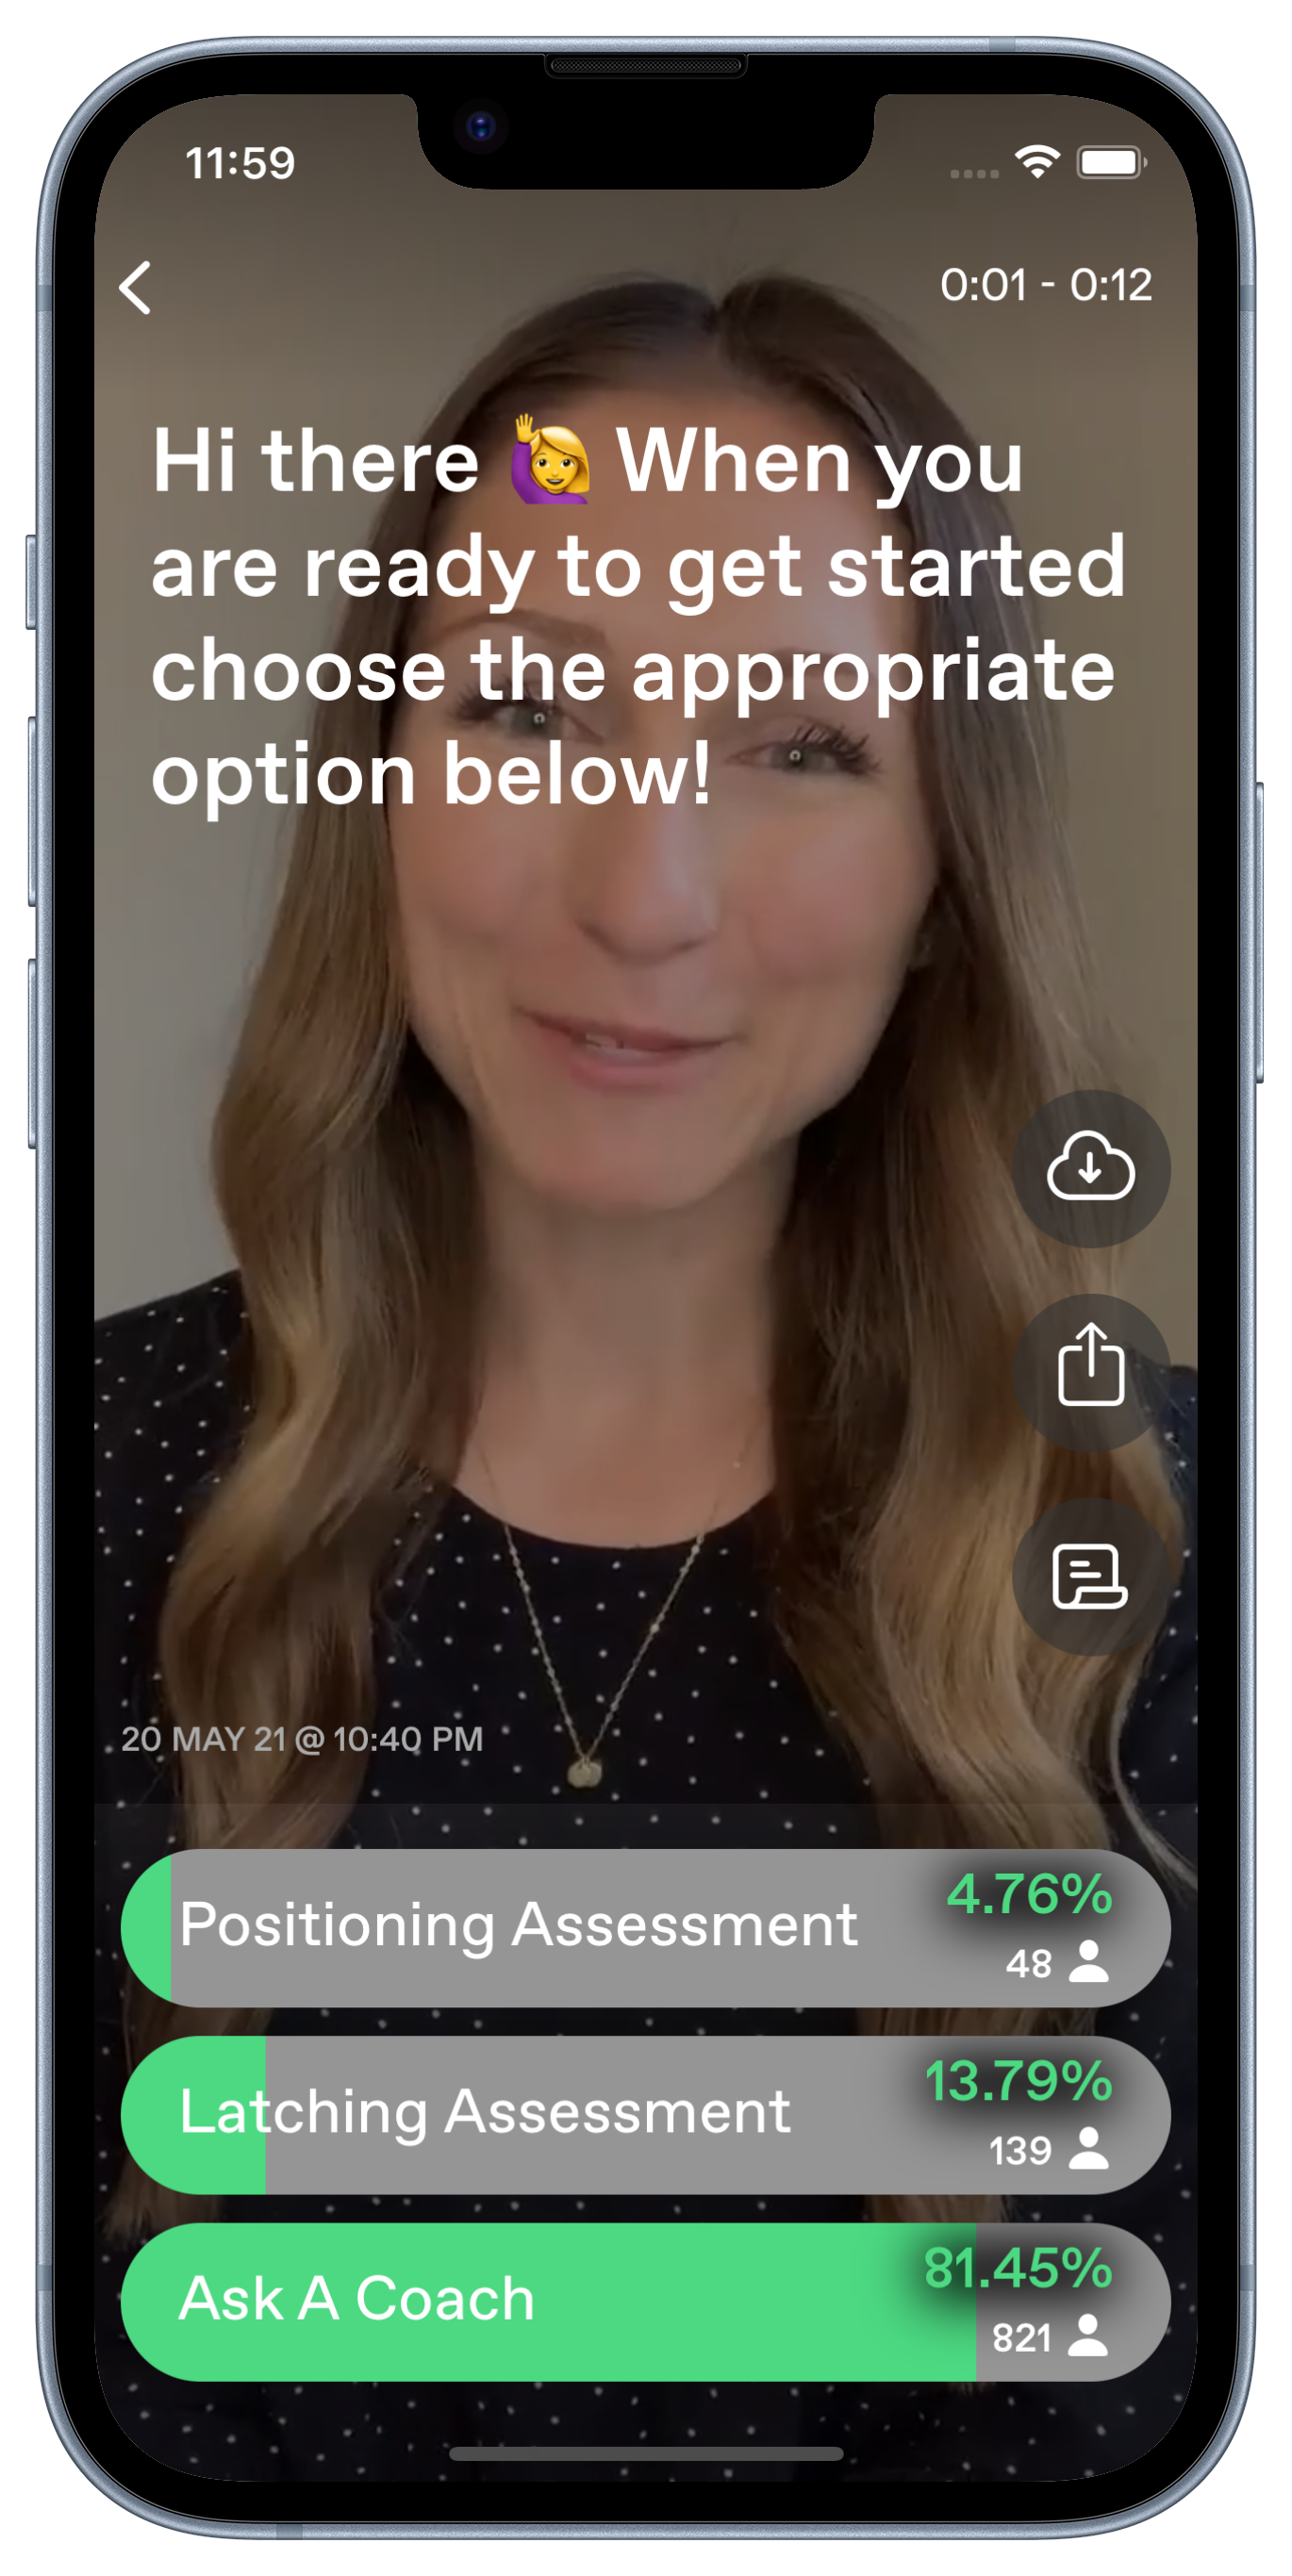 11:59
0:01 - 0:12
Hi there 🙋‍♀️ When you
are ready to get started
choose the appropriate
option below!
20 MAY 21 @ 10:40 PM
Positioning Assessment
4.76%
48
Latching Assessment
13.79%
139
Ask A Coach
81.45%
821